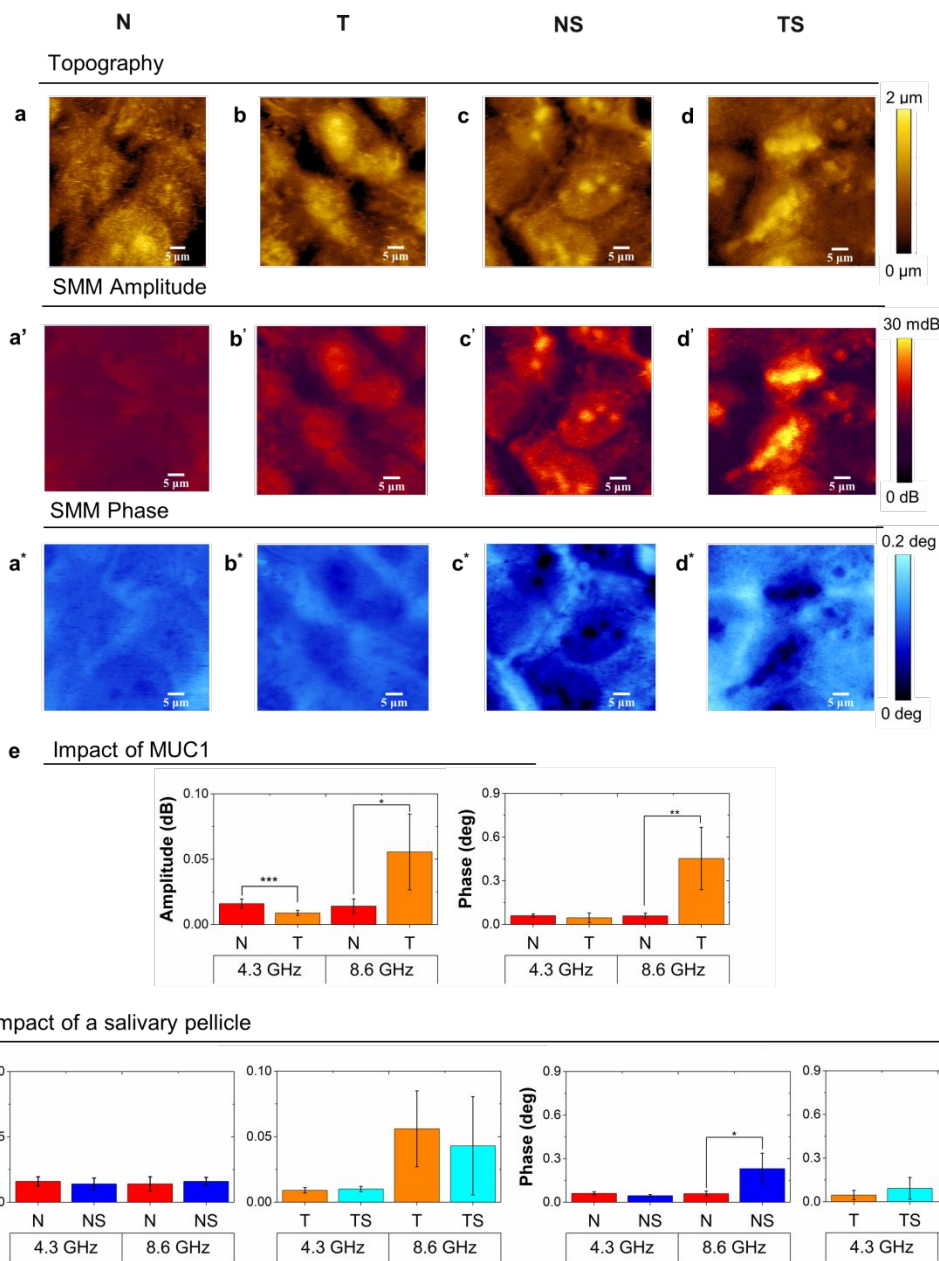 N T NS TS
Topography
a b c d
2 µm
5 µm 5 µm 5 µm 5 µm
0 µm
SMM Amplitude
a’ b’ c’ d’
30 mdB
5 µm 5 µm 5 µm 5 µm
0 dB
SMM Phase
a* b* c* d*
0.2 deg
5 µm 5 µm 5 µm 5 µm
0 deg
e Impact of MUC1
Amplitude (dB)
0.10
0.05
0.00
*** *
N T N T
4.3 GHz 8.6 GHz
Phase (deg)
0.9
0.6
0.3
0.0
**
N T N T
4.3 GHz 8.6 GHz
mpact of a salivary pellicle
N NS N NS
4.3 GHz 8.6 GHz
0.10
0.05
0.00
T TS T TS
4.3 GHz 8.6 GHz
Phase (deg)
0.9
0.6
0.3
0.0
*
N NS N NS
4.3 GHz 8.6 GHz
0.9
0.6
0.3
0.0
T TS
4.3 GHz